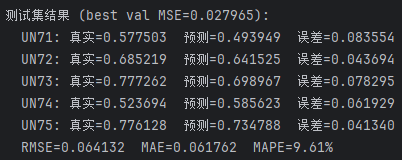 测试集结果 (best val MSE=0.027965):
UN71: 真实=0.577503 预测=0.493949 误差=0.083554
UN72: 真实=0.685219 预测=0.641525 误差=0.043694
UN73: 真实=0.777262 预测=0.698967 误差=0.078295
UN74: 真实=0.523694 预测=0.585623 误差=0.061929
UN75: 真实=0.776128 预测=0.734788 误差=0.041340
RMSE=0.064132 MAE=0.061762 MAPE=9.61%